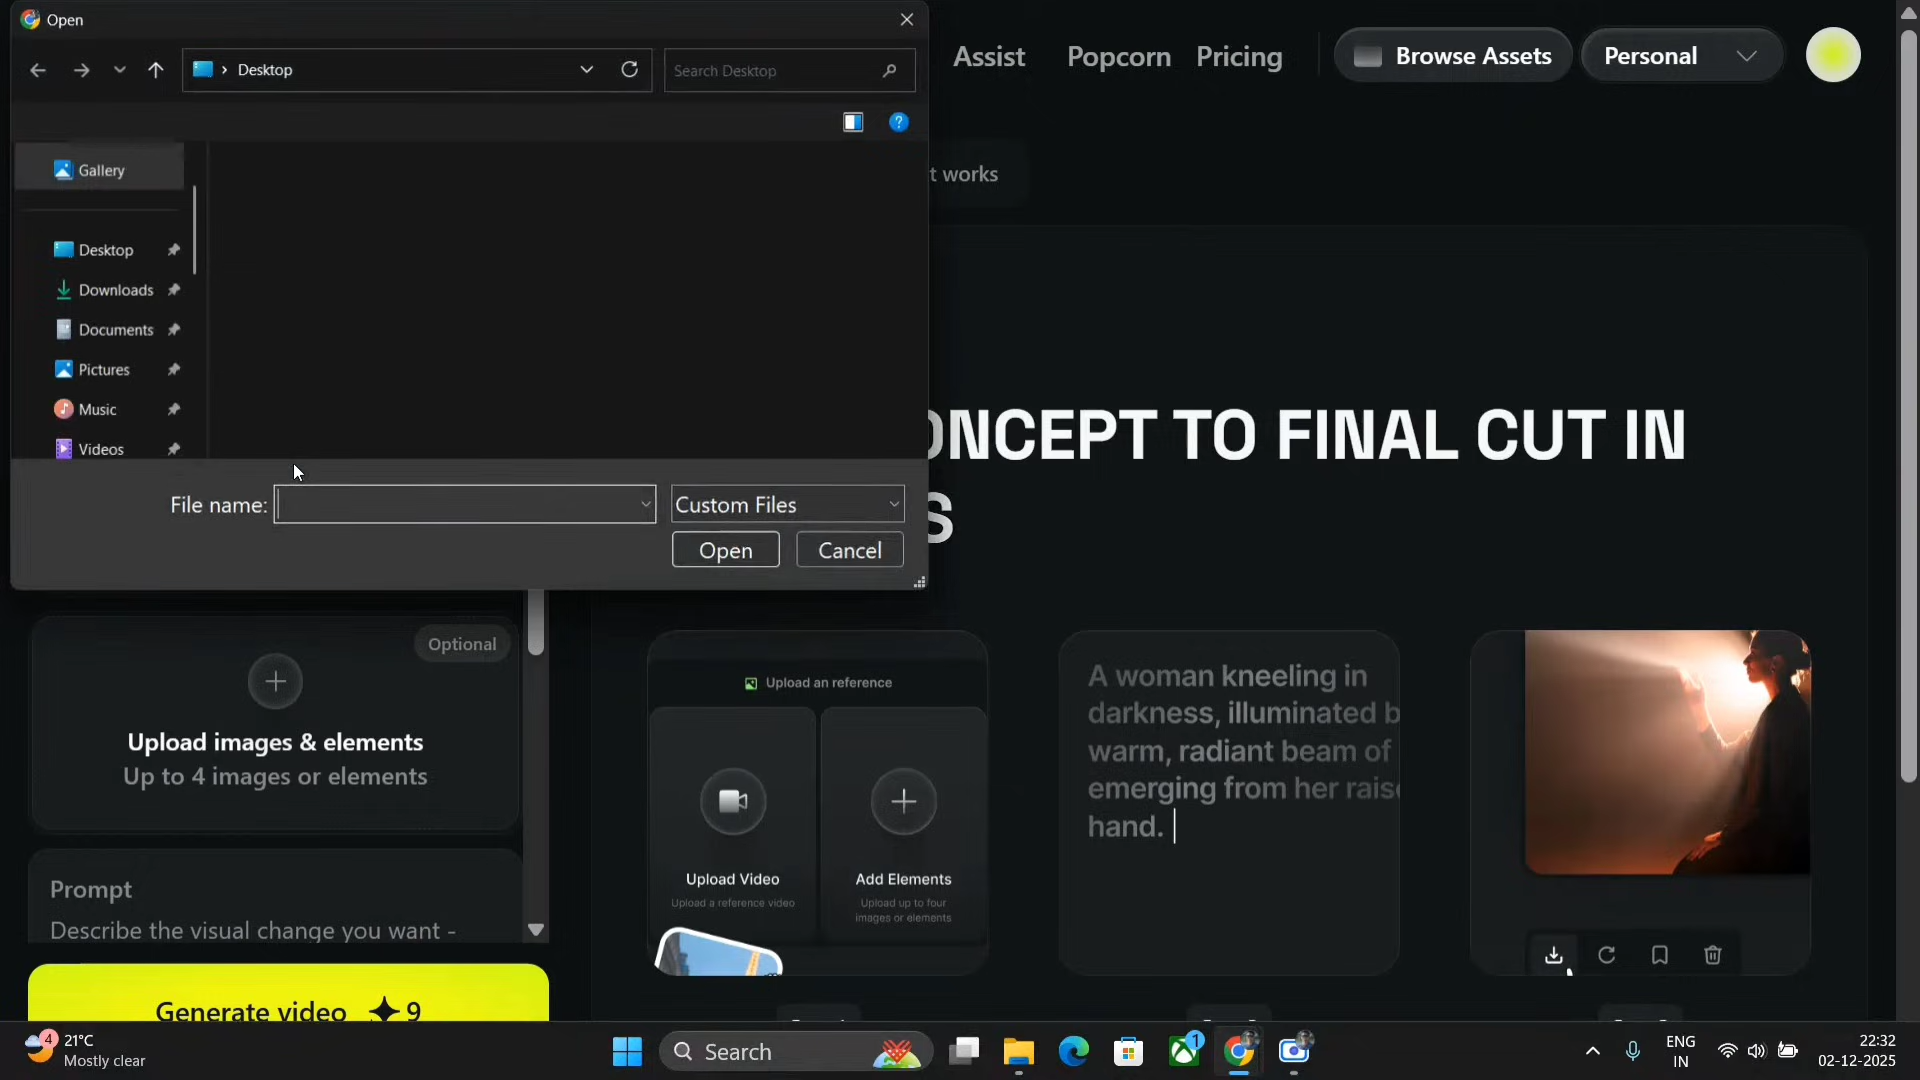 Open
Desktop
Search Desktop
Assist
Popcorn
Pricing
Browse Assets
Personal
Gallery
t works
Desktop
Downloads
Documents
Pictures
Music
Videos
ONCEPT TO FINAL CUT IN
S
File name:
Custom Files
Open
Cancel
Optional
Upload images & elements
Up to 4 images or elements
Prompt
Describe the visual change you want -
Generate video 9
Upload an reference
Upload Video
Upload a reference video
Add Elements
Upload up to four
images or elements
A woman kneeling in
darkness, illuminated b
warm, radiant beam of
emerging from her rais
hand.
4
21°C
Mostly clear
Search
1
ENG
IN
22:32
02-12-2025